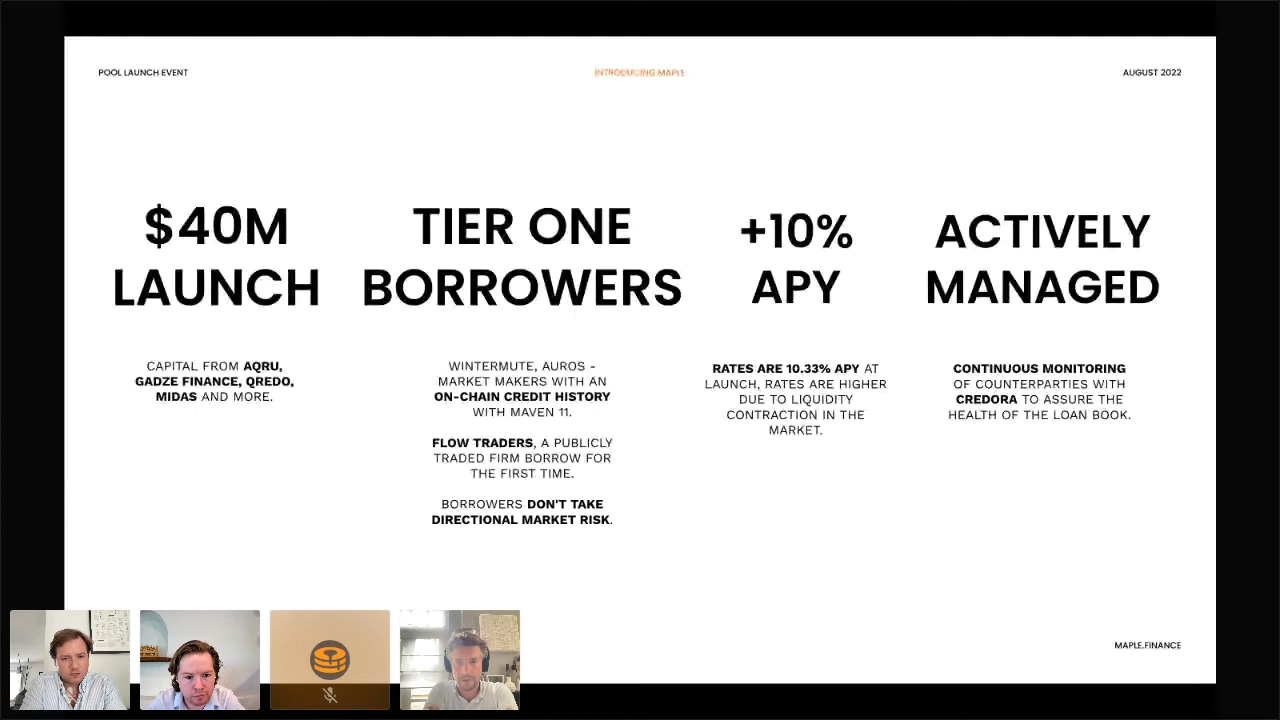 POOL LAUNCH EVENT
INTRODUCING MAPLE
AUGUST 2022
$40M
LAUNCH
CAPITAL FROM AQRU,
GADZE FINANCE, QREDO,
MIDAS AND MORE.
TIER ONE
BORROWERS
WINTERMUTE, AUROS -
MARKET MAKERS WITH AN
ON-CHAIN CREDIT HISTORY
WITH MAVEN 11.
FLOW TRADERS, A PUBLICLY
TRADED FIRM BORROW FOR
THE FIRST TIME.
BORROWERS DON'T TAKE
DIRECTIONAL MARKET RISK.
+10%
APY
RATES ARE 10.33% APY AT
LAUNCH, RATES ARE HIGHER
DUE TO LIQUIDITY
CONTRACTION IN THE
MARKET.
ACTIVELY
MANAGED
CONTINUOUS MONITORING
OF COUNTERPARTIES WITH
CREDORA TO ASSURE THE
HEALTH OF THE LOAN BOOK.
MAPLE.FINANCE